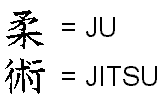 柔 = JU
術 = JITSU